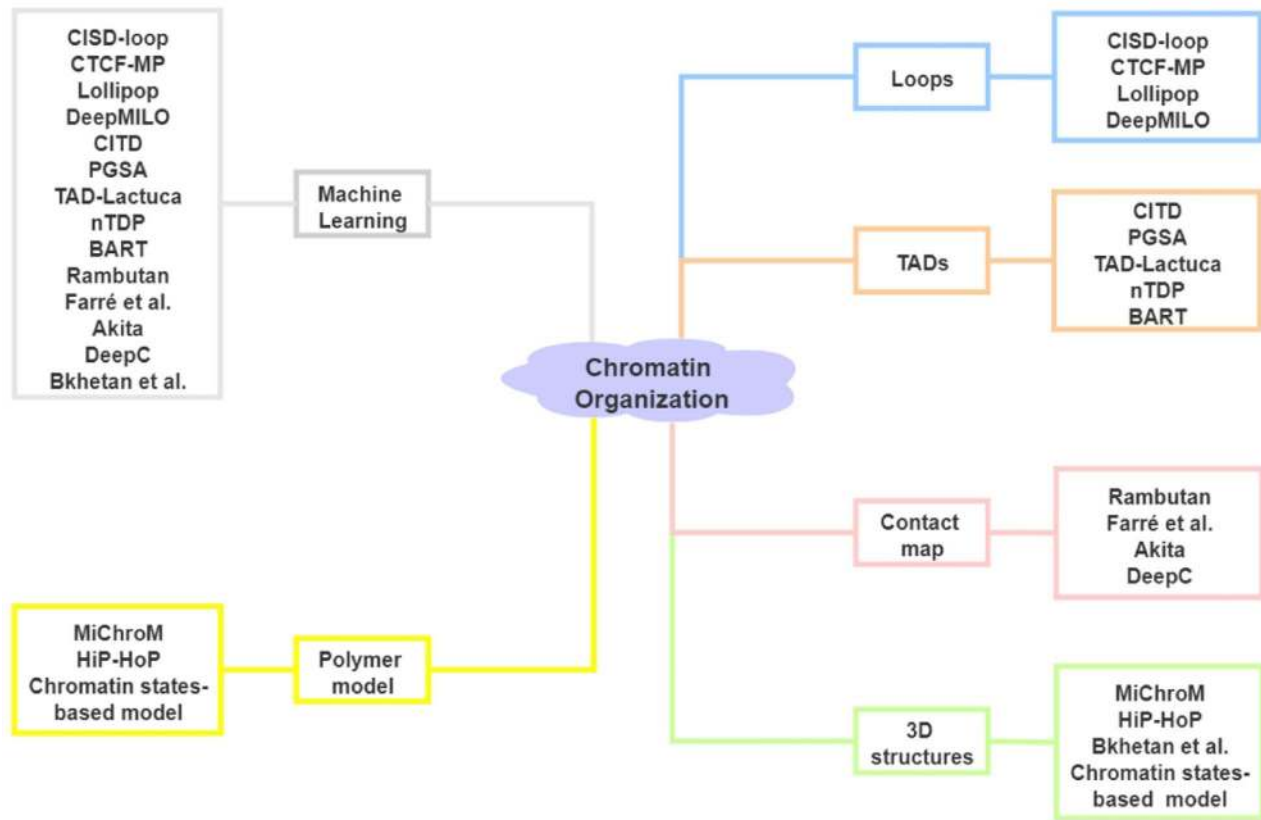 CISD-loop
CTCF-MP
Lollipop
DeepMILO
CITD
PGSA
TAD-Lactuca
nTDP
BART
Rambutan
Farré et al.
Akita
DeepC
Bkhetan et al.
Machine
Learning
MiChroM
HiP-HoP
Chromatin states-
based model
Polymer
model
Chromatin
Organization
Loops
CISD-loop
CTCF-MP
Lollipop
DeepMILO
TADs
CITD
PGSA
TAD-Lactuca
nTDP
BART
Contact
map
Rambutan
Farré et al.
Akita
DeepC
3D
structures
MiChroM
HiP-HoP
Bkhetan et al.
Chromatin states-
based model